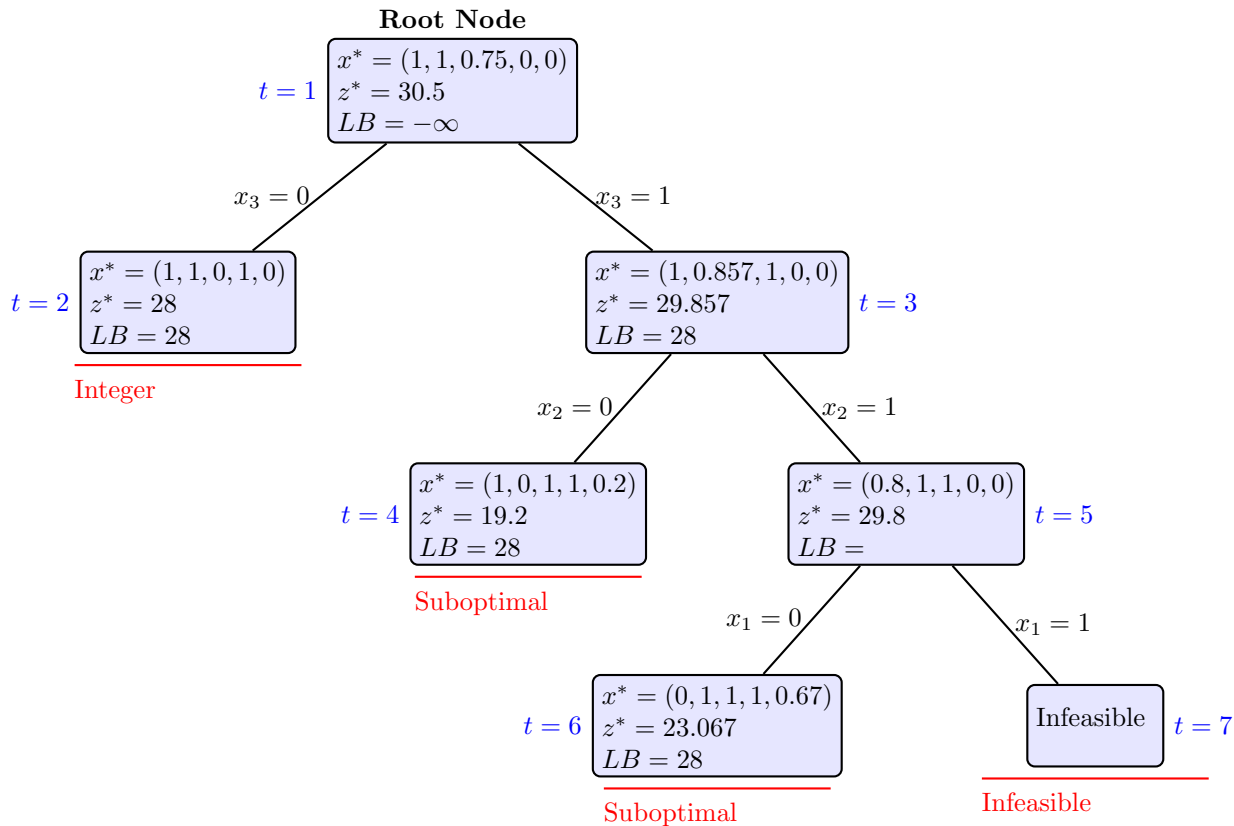 Root Node
t = 1
x* = (1, 1, 0.75, 0, 0)
z* = 30.5
LB = −∞
x₃ = 0
x₃ = 1
t = 2
x* = (1, 1, 0, 1, 0)
z* = 28
LB = 28
Integer
x* = (1, 0.857, 1, 0, 0)
z* = 29.857
LB = 28
t = 3
x₂ = 0
x₂ = 1
t = 4
x* = (1, 0, 1, 1, 0.2)
z* = 19.2
LB = 28
Suboptimal
x* = (0.8, 1, 1, 0, 0)
z* = 29.8
LB =
t = 5
x₁ = 0
x₁ = 1
t = 6
x* = (0, 1, 1, 1, 0.67)
z* = 23.067
LB = 28
Suboptimal
Infeasible
t = 7
Infeasible